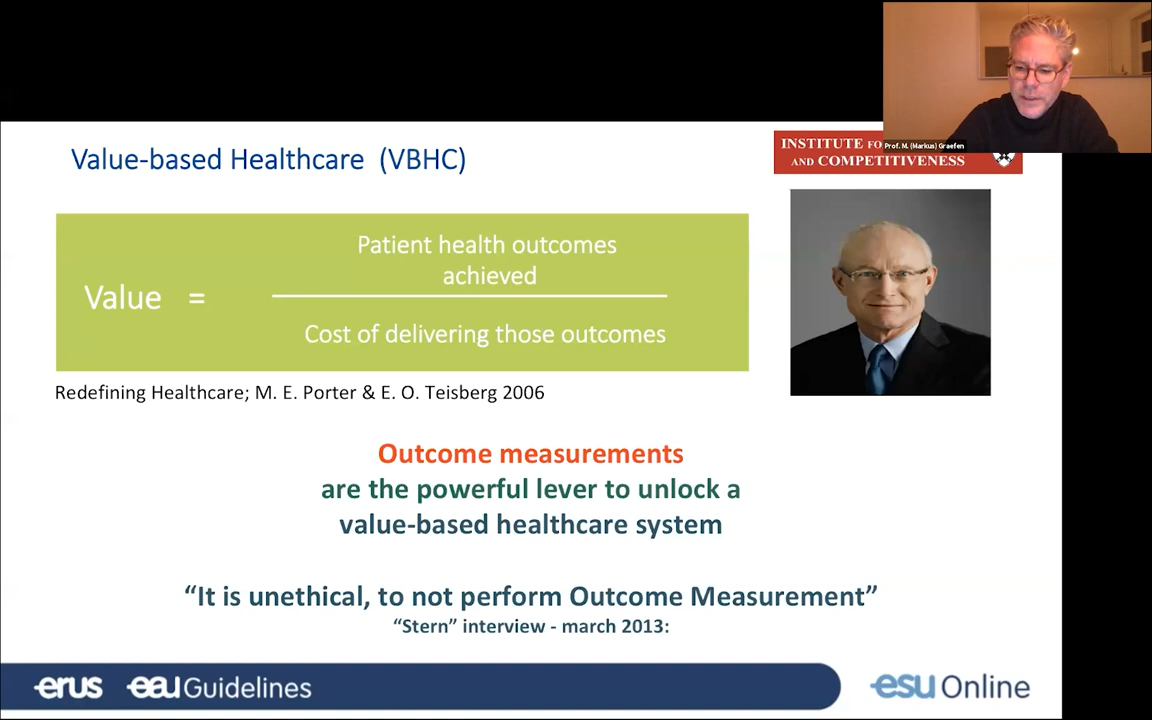 Value-based Healthcare (VBHC)
INSTITUTE FO
AND COMPETITIVENESS
Prof. M. (Markus) Graefen
Patient health outcomes
achieved
Value =
Cost of delivering those outcomes
Redefining Healthcare; M. E. Porter & E. O. Teisberg 2006
Outcome measurements
are the powerful lever to unlock a
value-based healthcare system
“It is unethical, to not perform Outcome Measurement”
“Stern” interview - march 2013:
erus eau Guidelines
esu Online